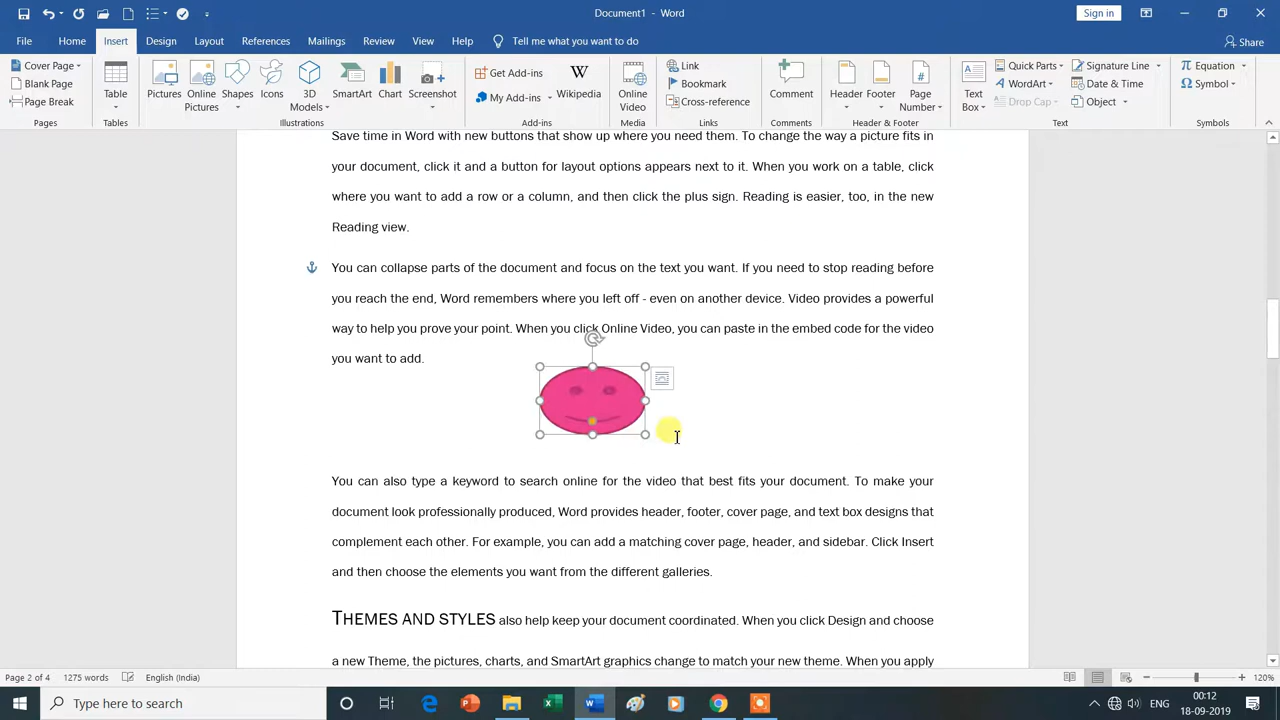 Document1 - Word
Sign in
File Home Insert Design Layout References Mailings Review View Help Tell me what you want to do Share
Cover Page
Blank Page
Page Break
Pages
Table
Tables
Pictures
Online Pictures
Shapes
Icons
3D Models
SmartArt
Chart
Screenshot
Illustrations
Get Add-ins
My Add-ins
Wikipedia
Add-ins
Online Video
Media
Link
Bookmark
Cross-reference
Links
Comment
Comments
Header
Footer
Page Number
Header & Footer
Text Box
Quick Parts
WordArt
Drop Cap
Signature Line
Date & Time
Object
Text
Equation
Symbol
Symbols
Save time in Word with new buttons that show up where you need them. To change the way a picture fits in
your document, click it and a button for layout options appears next to it. When you work on a table, click
where you want to add a row or a column, and then click the plus sign. Reading is easier, too, in the new
Reading view.
You can collapse parts of the document and focus on the text you want. If you need to stop reading before
you reach the end, Word remembers where you left off - even on another device. Video provides a powerful
way to help you prove your point. When you click Online Video, you can paste in the embed code for the video
you want to add.
You can also type a keyword to search online for the video that best fits your document. To make your
document look professionally produced, Word provides header, footer, cover page, and text box designs that
complement each other. For example, you can add a matching cover page, header, and sidebar. Click Insert
and then choose the elements you want from the different galleries.
THEMES AND STYLES also help keep your document coordinated. When you click Design and choose
a new Theme, the pictures, charts, and SmartArt graphics change to match your new theme. When you apply
Page 2 of 4 1275 words English (India) 120%
Type here to search
ENG
00:12
18-09-2019